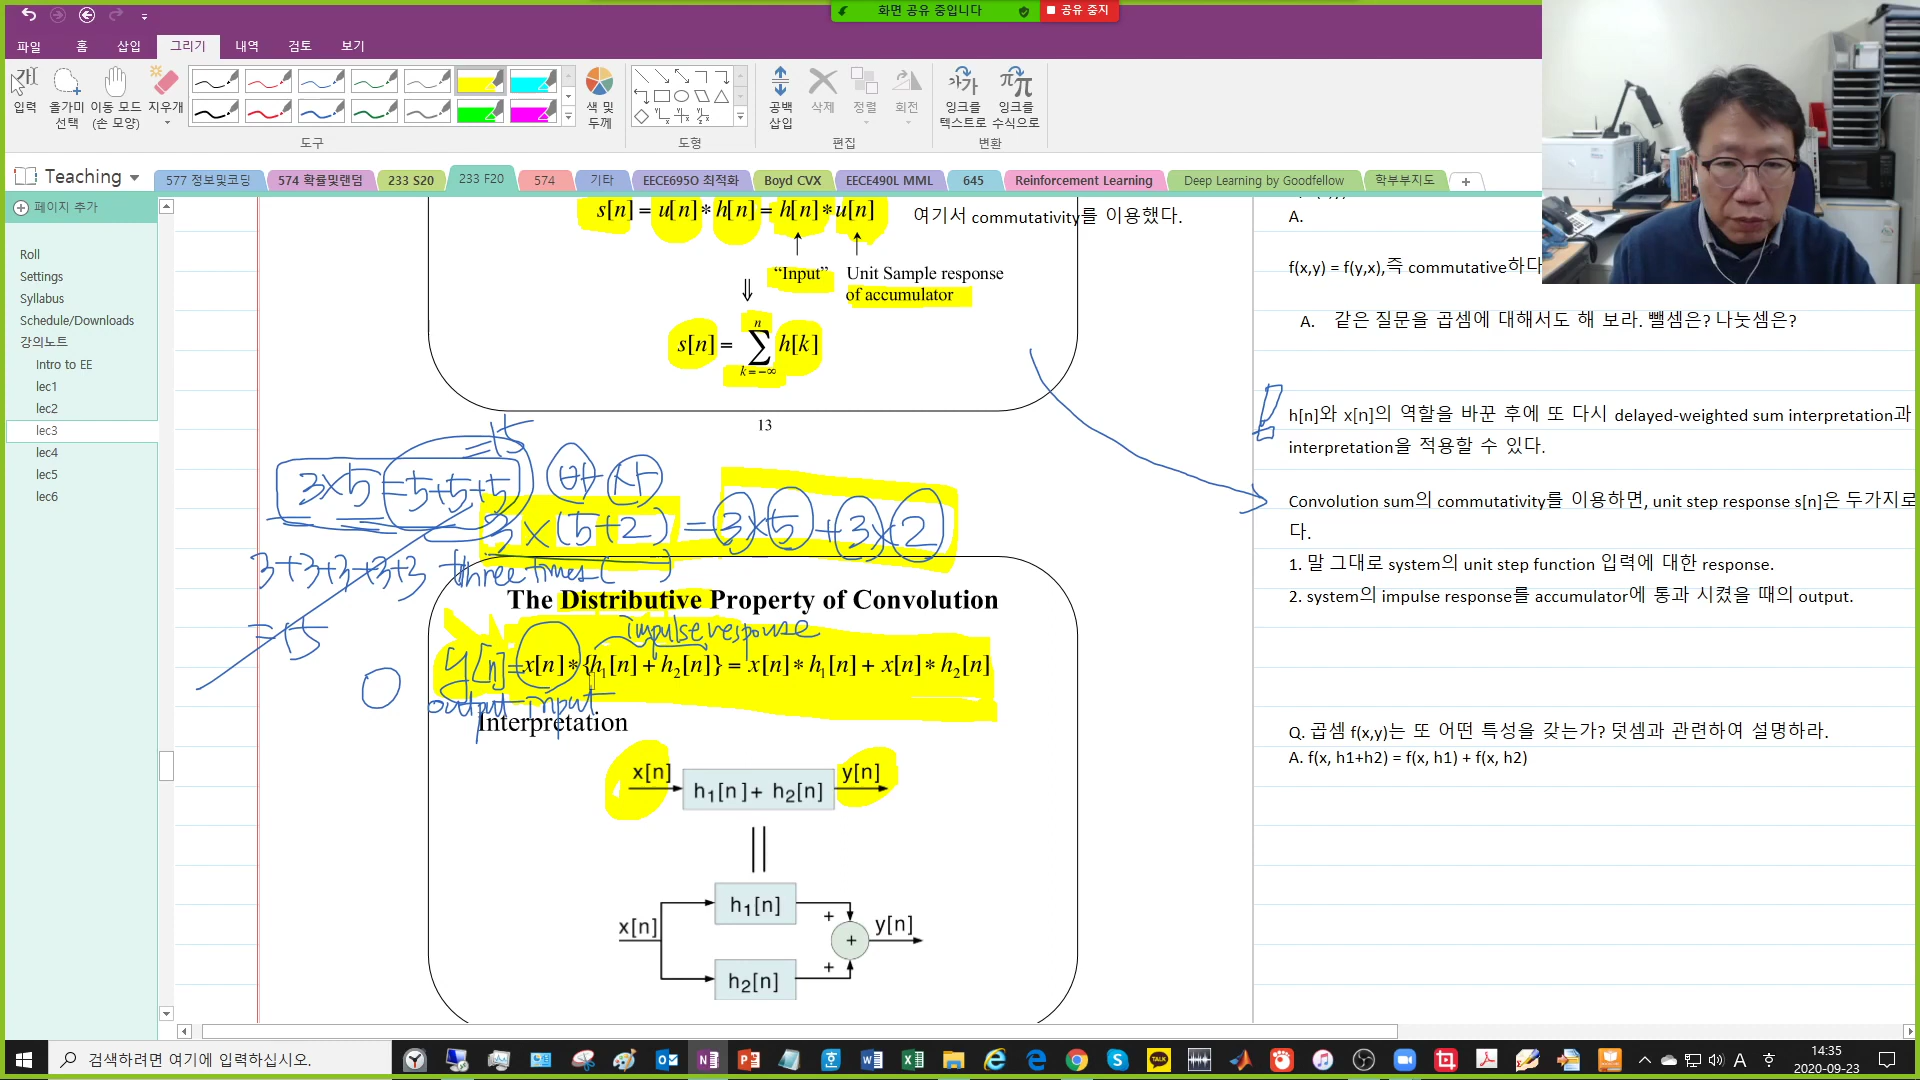 화면 공유 중입니다
공유 중지
파일 홈 삽입 그리기 내역 검토 보기
입력
올가미 선택
이동 모드 (손 모양)
지우개
색 및 두께
공백 삽입
삭제
정렬
회전
잉크를 텍스트로
잉크를 수식으로
도구
도형
편집
변환
Teaching
577 정보및코딩
574 확률및랜덤
233 S20
233 F20
574
기타
EECE695O 최적화
Boyd CVX
EECE490L MML
645
Reinforcement Learning
Deep Learning by Goodfellow
학부부지도
페이지 추가
Roll
Settings
Syllabus
Schedule/Downloads
강의노트
Intro to EE
lec1
lec2
lec3
lec4
lec5
lec6
s[n] = u[n] * h[n] = h[n] * u[n]
여기서 commutativity를 이용했다.
“Input” Unit Sample response
of accumulator
⇓
s[n] = ∑ h[k]
n
k=-∞
13
=15
3×5=5+5+5
3×(5+2)=3×5+3×2
3+3+3+3+3
three times ( )
=15
The Distributive Property of Convolution
impulse response
y[n]=x[n]*{h₁[n]+h₂[n]} = x[n]*h₁[n] + x[n]*h₂[n]
output input
Interpretation
x[n] h₁[n] + h₂[n] y[n]
x[n] h₁[n] + + y[n]
h₂[n] +
A.
f(x,y) = f(y,x),즉 commutative하다
A. 같은 질문을 곱셈에 대해서도 해 보라. 뺄셈은? 나눗셈은?
h[n]와 x[n]의 역할을 바꾼 후에 또 다시 delayed-weighted sum interpretation과
interpretation을 적용할 수 있다.
Convolution sum의 commutativity를 이용하면, unit step response s[n]은 두가지로
다.
1. 말 그대로 system의 unit step function 입력에 대한 response.
2. system의 impulse response를 accumulator에 통과 시켰을 때의 output.
Q. 곱셈 f(x,y)는 또 어떤 특성을 갖는가? 덧셈과 관련하여 설명하라.
A. f(x, h1+h2) = f(x, h1) + f(x, h2)
검색하려면 여기에 입력하십시오.
A
14:35
2020-09-23